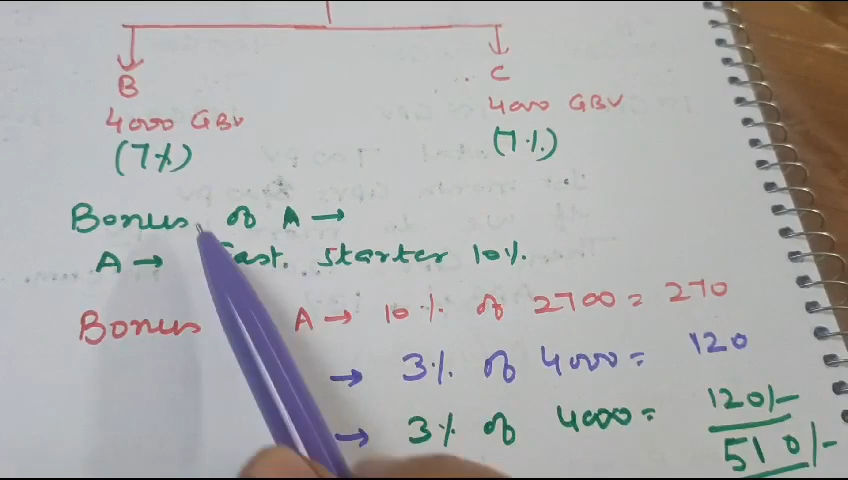 B C
4000 GBV 4000 GBV
(7%) (7%)
Bonus of A →
A → Fast starter 10%.
Bonus A → 10% of 2700 = 270
→ 3% of 4000 = 120
→ 3% of 4000 = 120/-
510/-